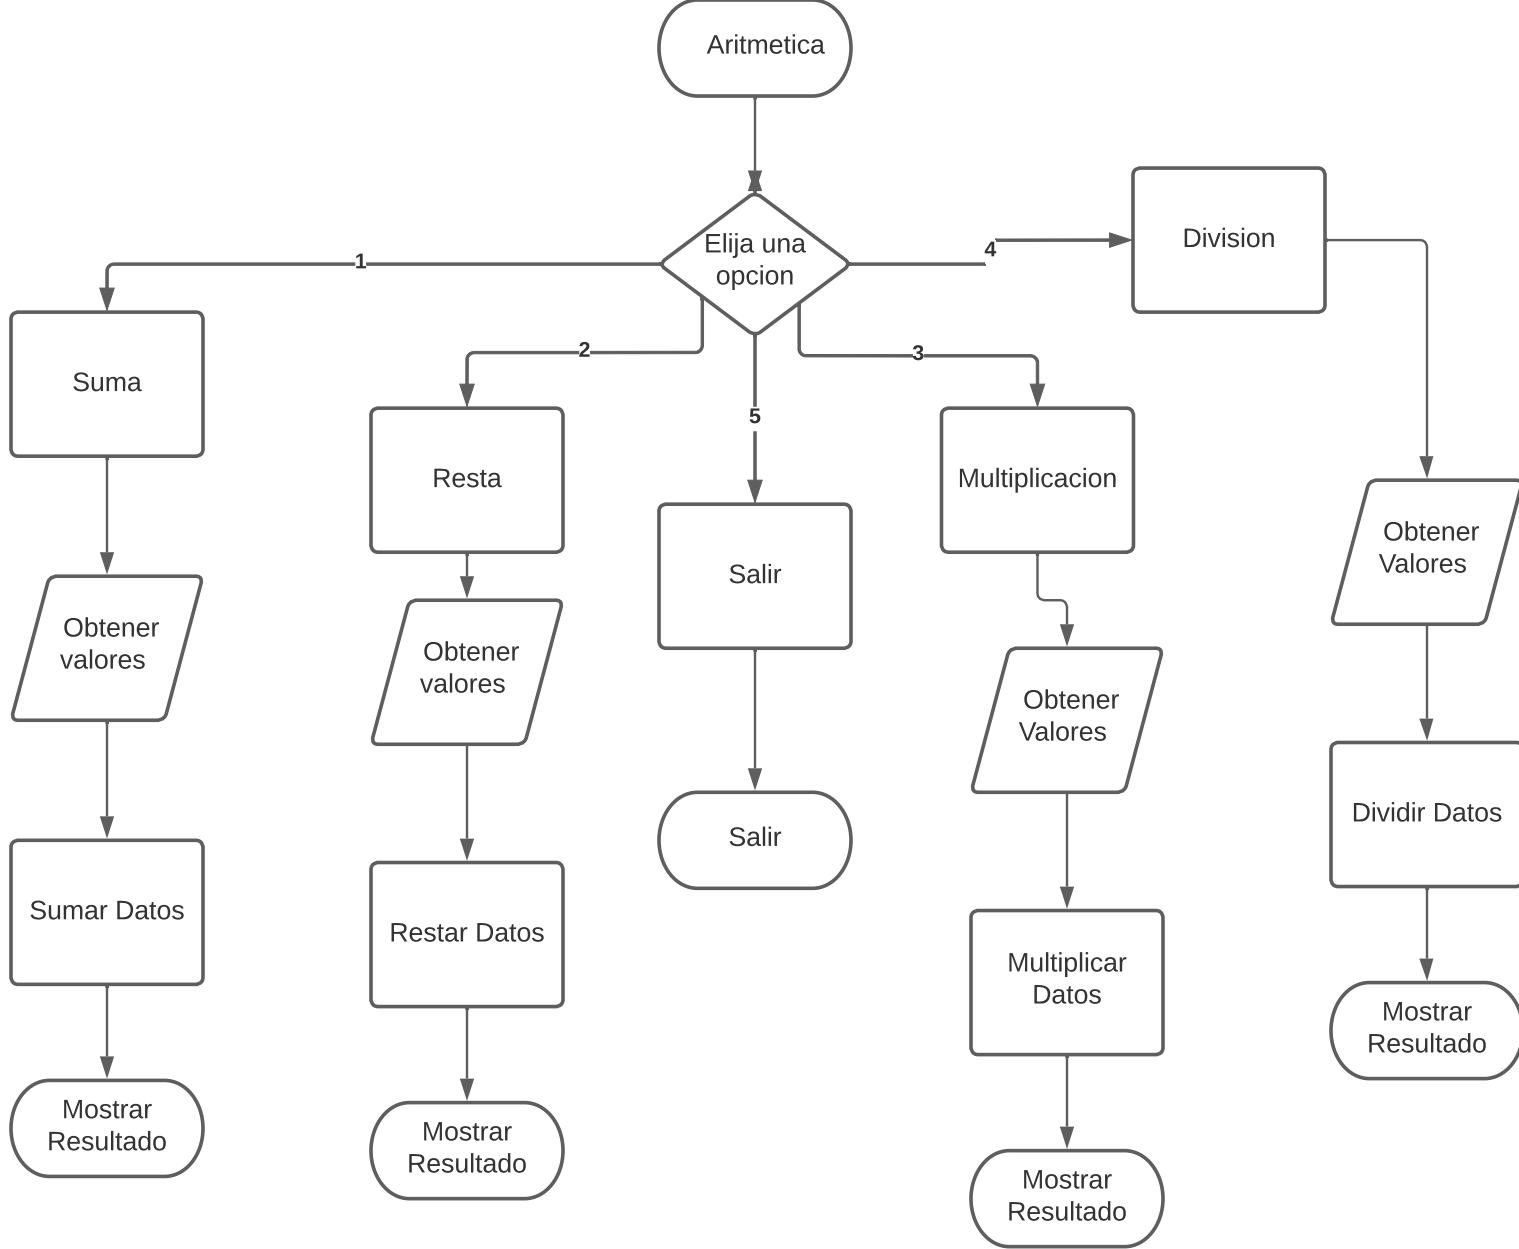 Aritmetica
Elija una
opcion
1
2
3
4
5
Division
Suma
Resta
Salir
Multiplicacion
Obtener
Valores
Obtener
valores
Obtener
valores
Obtener
Valores
Salir
Dividir Datos
Sumar Datos
Restar Datos
Multiplicar
Datos
Mostrar
Resultado
Mostrar
Resultado
Mostrar
Resultado
Mostrar
Resultado